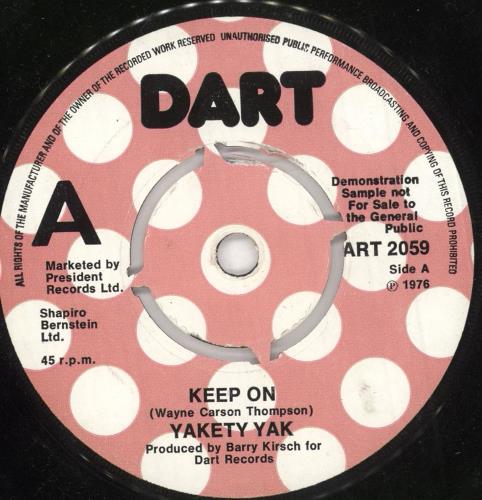 ALL RIGHTS OF THE MANUFACTURER AND OF THE OWNER OF THE RECORDED WORK RESERVED UNAUTHORISED PUBLIC PERFORMANCE BROADCASTING AND COPYING OF THIS RECORD PROHIBITED
DART
A
Demonstration
Sample not
For Sale to
the General
Public
ART 2059
Side A
℗ 1976
Marketed by
President
Records Ltd.
Shapiro
Bernstein
Ltd.
45 r.p.m.
KEEP ON
(Wayne Carson Thompson)
YAKETY YAK
Produced by Barry Kirsch for
Dart Records